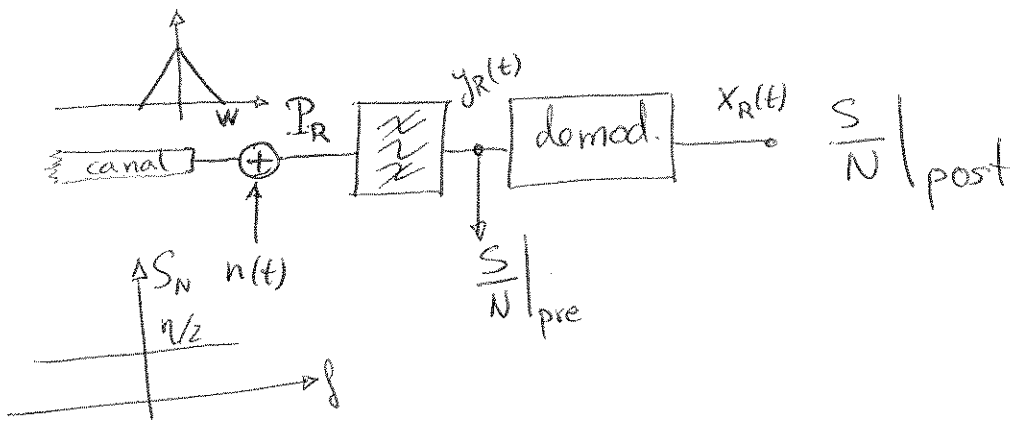 W
canal
P_R
y_R(t)
demod.
x_R(t)
S/N|post
n(t)
S/N|pre
S_N
η/2
f